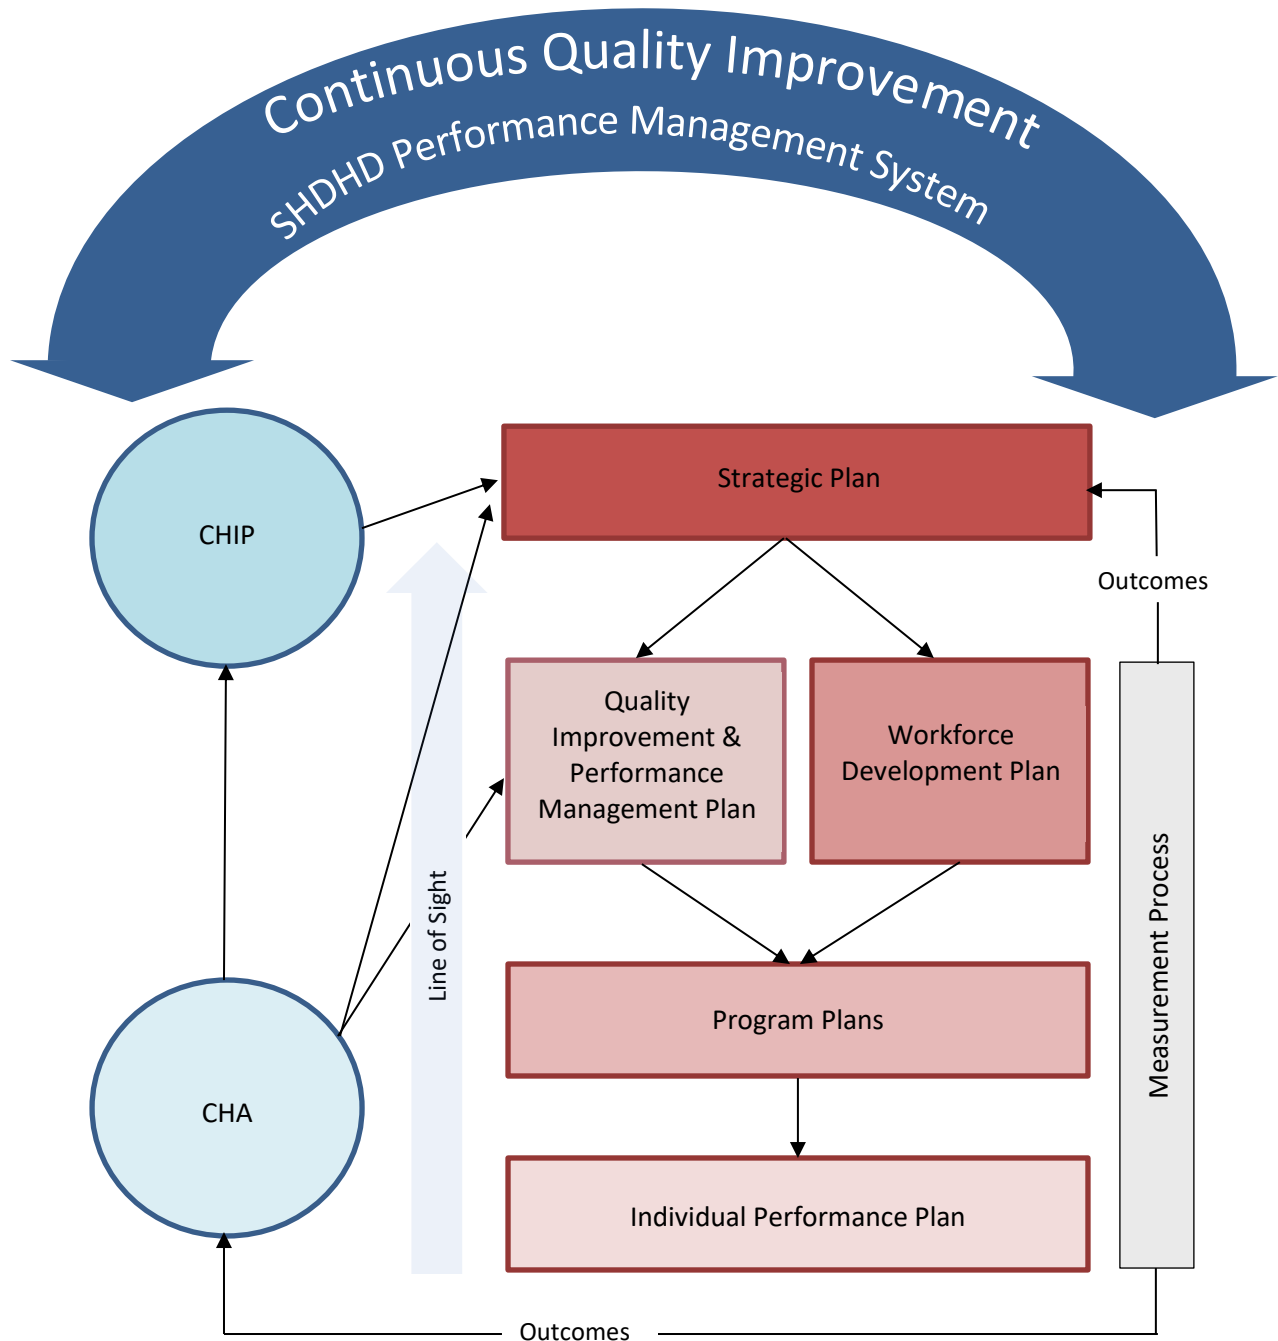 Continuous Quality Improvement
SHDHD Performance Management System
CHIP
Strategic Plan
Outcomes
Quality
Improvement &
Performance
Management Plan
Workforce
Development Plan
Line of Sight
Measurement Process
Program Plans
CHA
Individual Performance Plan
Outcomes